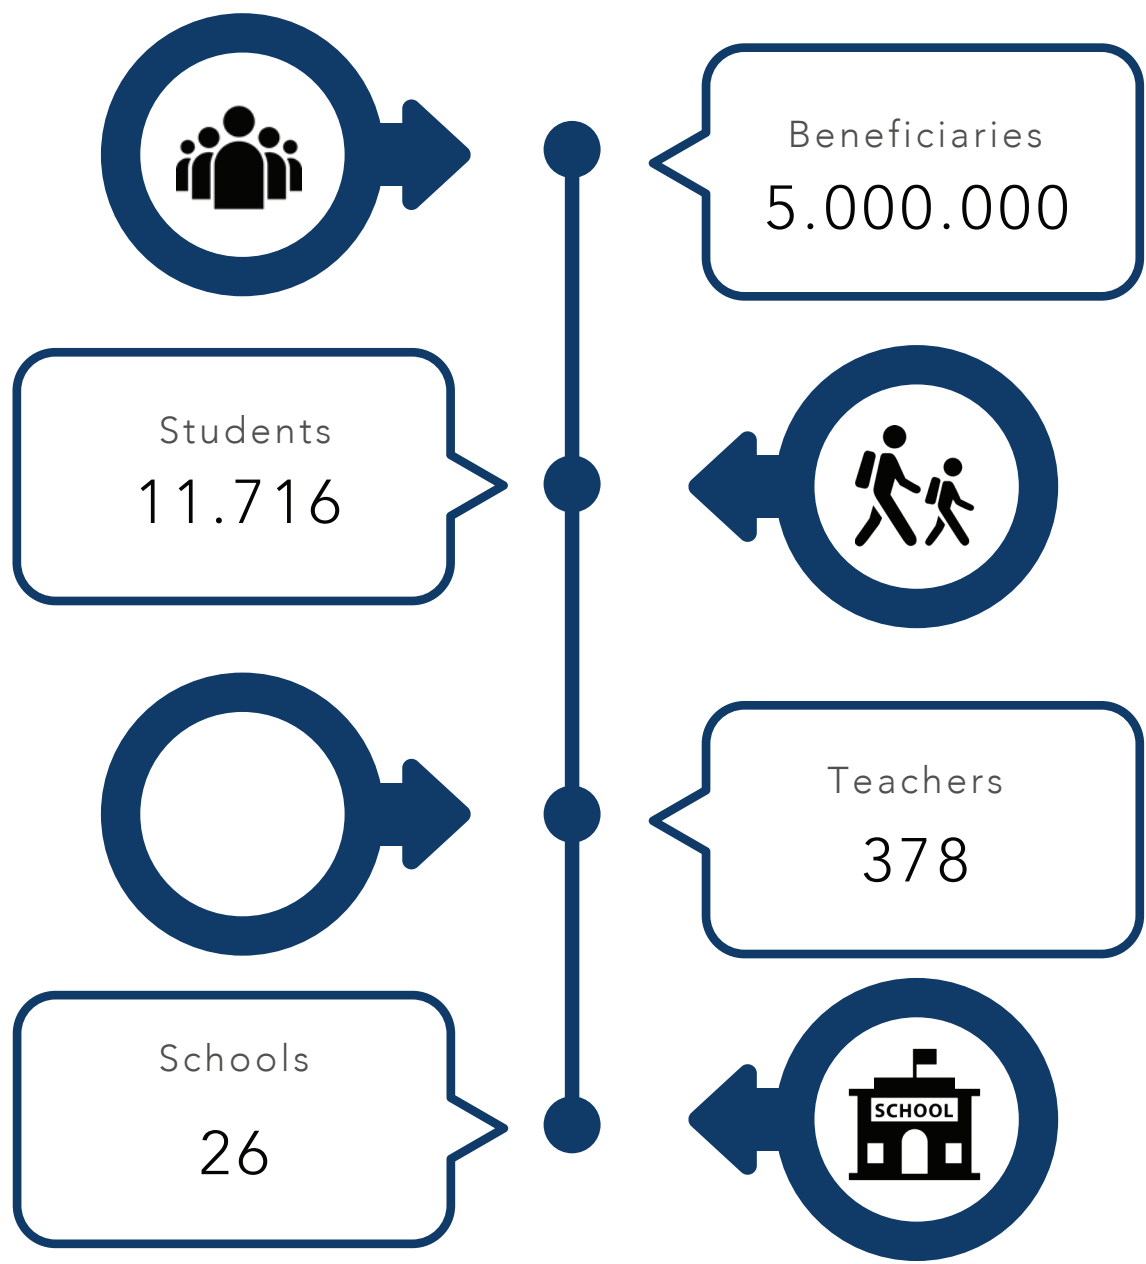 Beneficiaries
5.000.000
Students
11.716
Teachers
378
Schools
26
SCHOOL